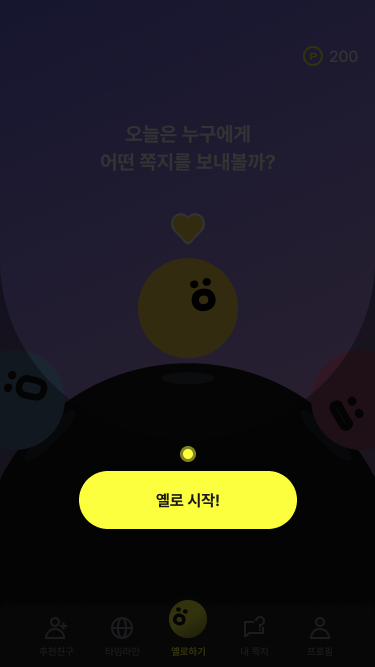 200
오늘은 누구에게
어떤 쪽지를 보내볼까?
옐로 시작!
추천친구
타임라인
옐로하기
내 쪽지
프로필